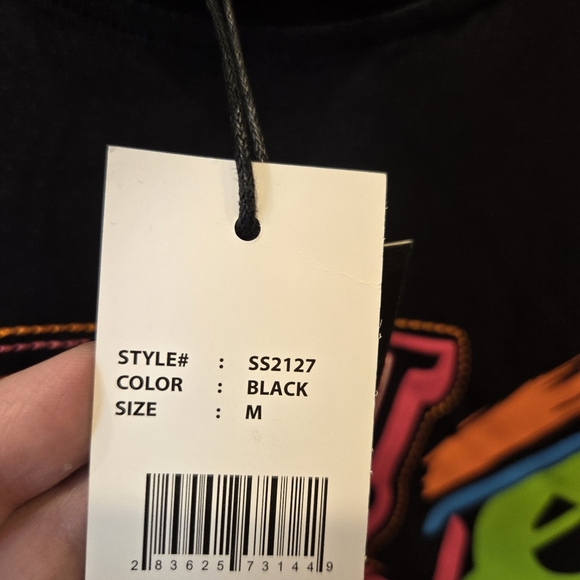 STYLE# : SS2127
COLOR : BLACK
SIZE : M
2 83625 73144 9